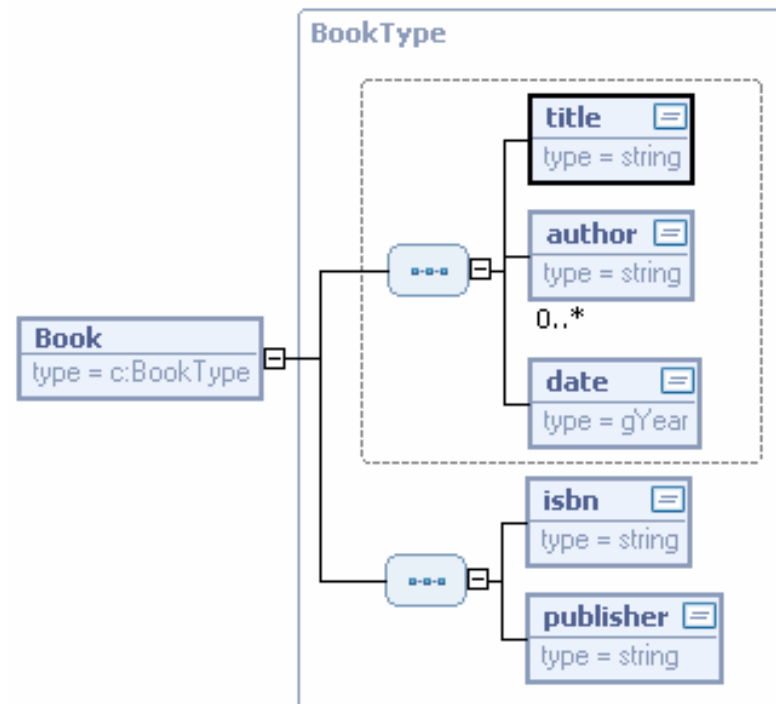 BookType
title
type = string
author
type = string
0..*
date
type = gYear
Book
type = c:BookType
isbn
type = string
publisher
type = string